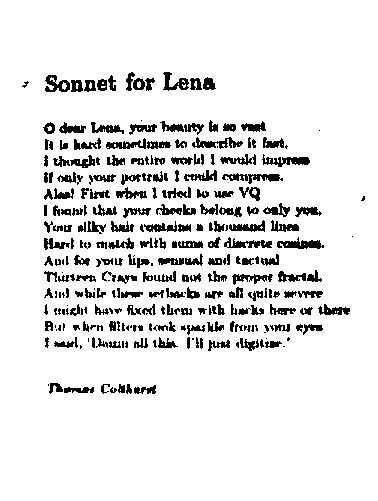 Sonnet for Lena
O dear Lena, your beauty is so vast
It is hard sometimes to describe it fast.
I thought the entire world I would impress
If only your portrait I could compress.
Alas! First when I tried to use VQ
I found that your cheeks belong to only you.
Your silky hair contains a thousand lines
Hard to match with sums of discrete cosines.
And for your lips, sensual and tactual
Thirteen Crays found not the proper fractal.
And while these setbacks are all quite severe
I might have fixed them with hacks here or there
But when filters took sparkle from your eyes
I said, 'Damn all this. I'll just digitize.'
Thomas Colthurst